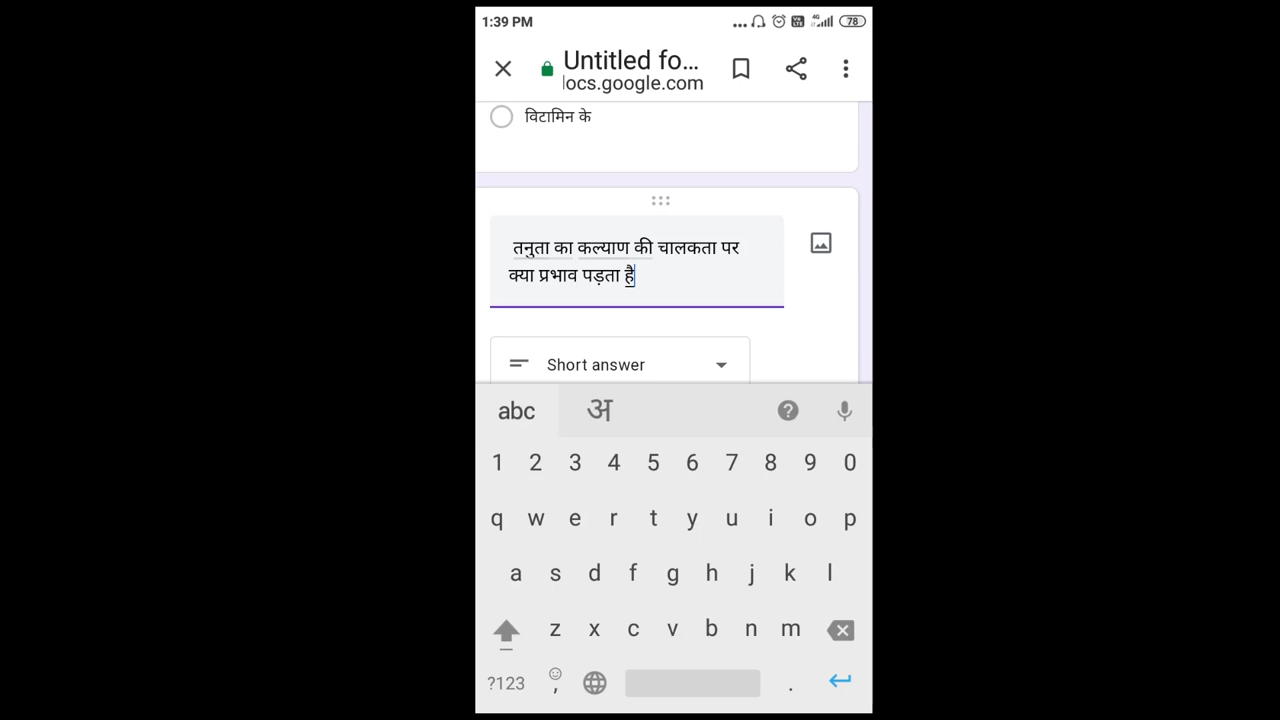 1:39 PM
4G 78
Untitled fo...
locs.google.com
विटामिन के
तनुता का कल्याण की चालकता पर
क्या प्रभाव पड़ता है
Short answer
abc अ ?
1 2 3 4 5 6 7 8 9 0
q w e r t y u i o p
a s d f g h j k l
z x c v b n m
?123 , .